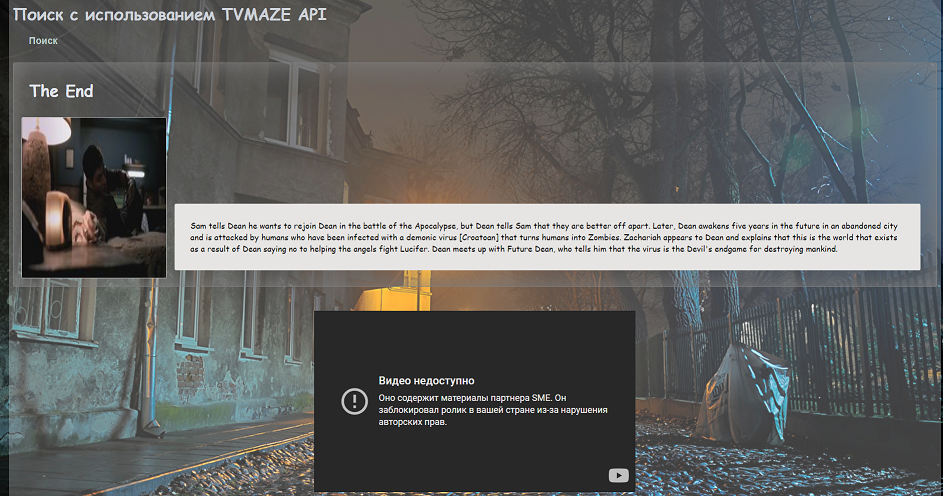 Поиск с использованием TVMAZE API
Поиск
The End
Sam tells Dean he wants to rejoin Dean in the battle of the Apocalypse, but Dean tells Sam that they are better off apart. Later, Dean awakens five years in the future in an abandoned city
and is attacked by humans who have been infected with a demonic virus [Croatoan] that turns humans into Zombies. Zachariah appears to Dean and explains that this is the world that exists
as a result of Dean saying no to helping the angels fight Lucifer. Dean meets up with Future Dean, who tells him that the virus is the Devil's endgame for destroying mankind.
Видео недоступно
Оно содержит материалы партнера SME. Он
заблокировал ролик в вашей стране из-за нарушения
авторских прав.